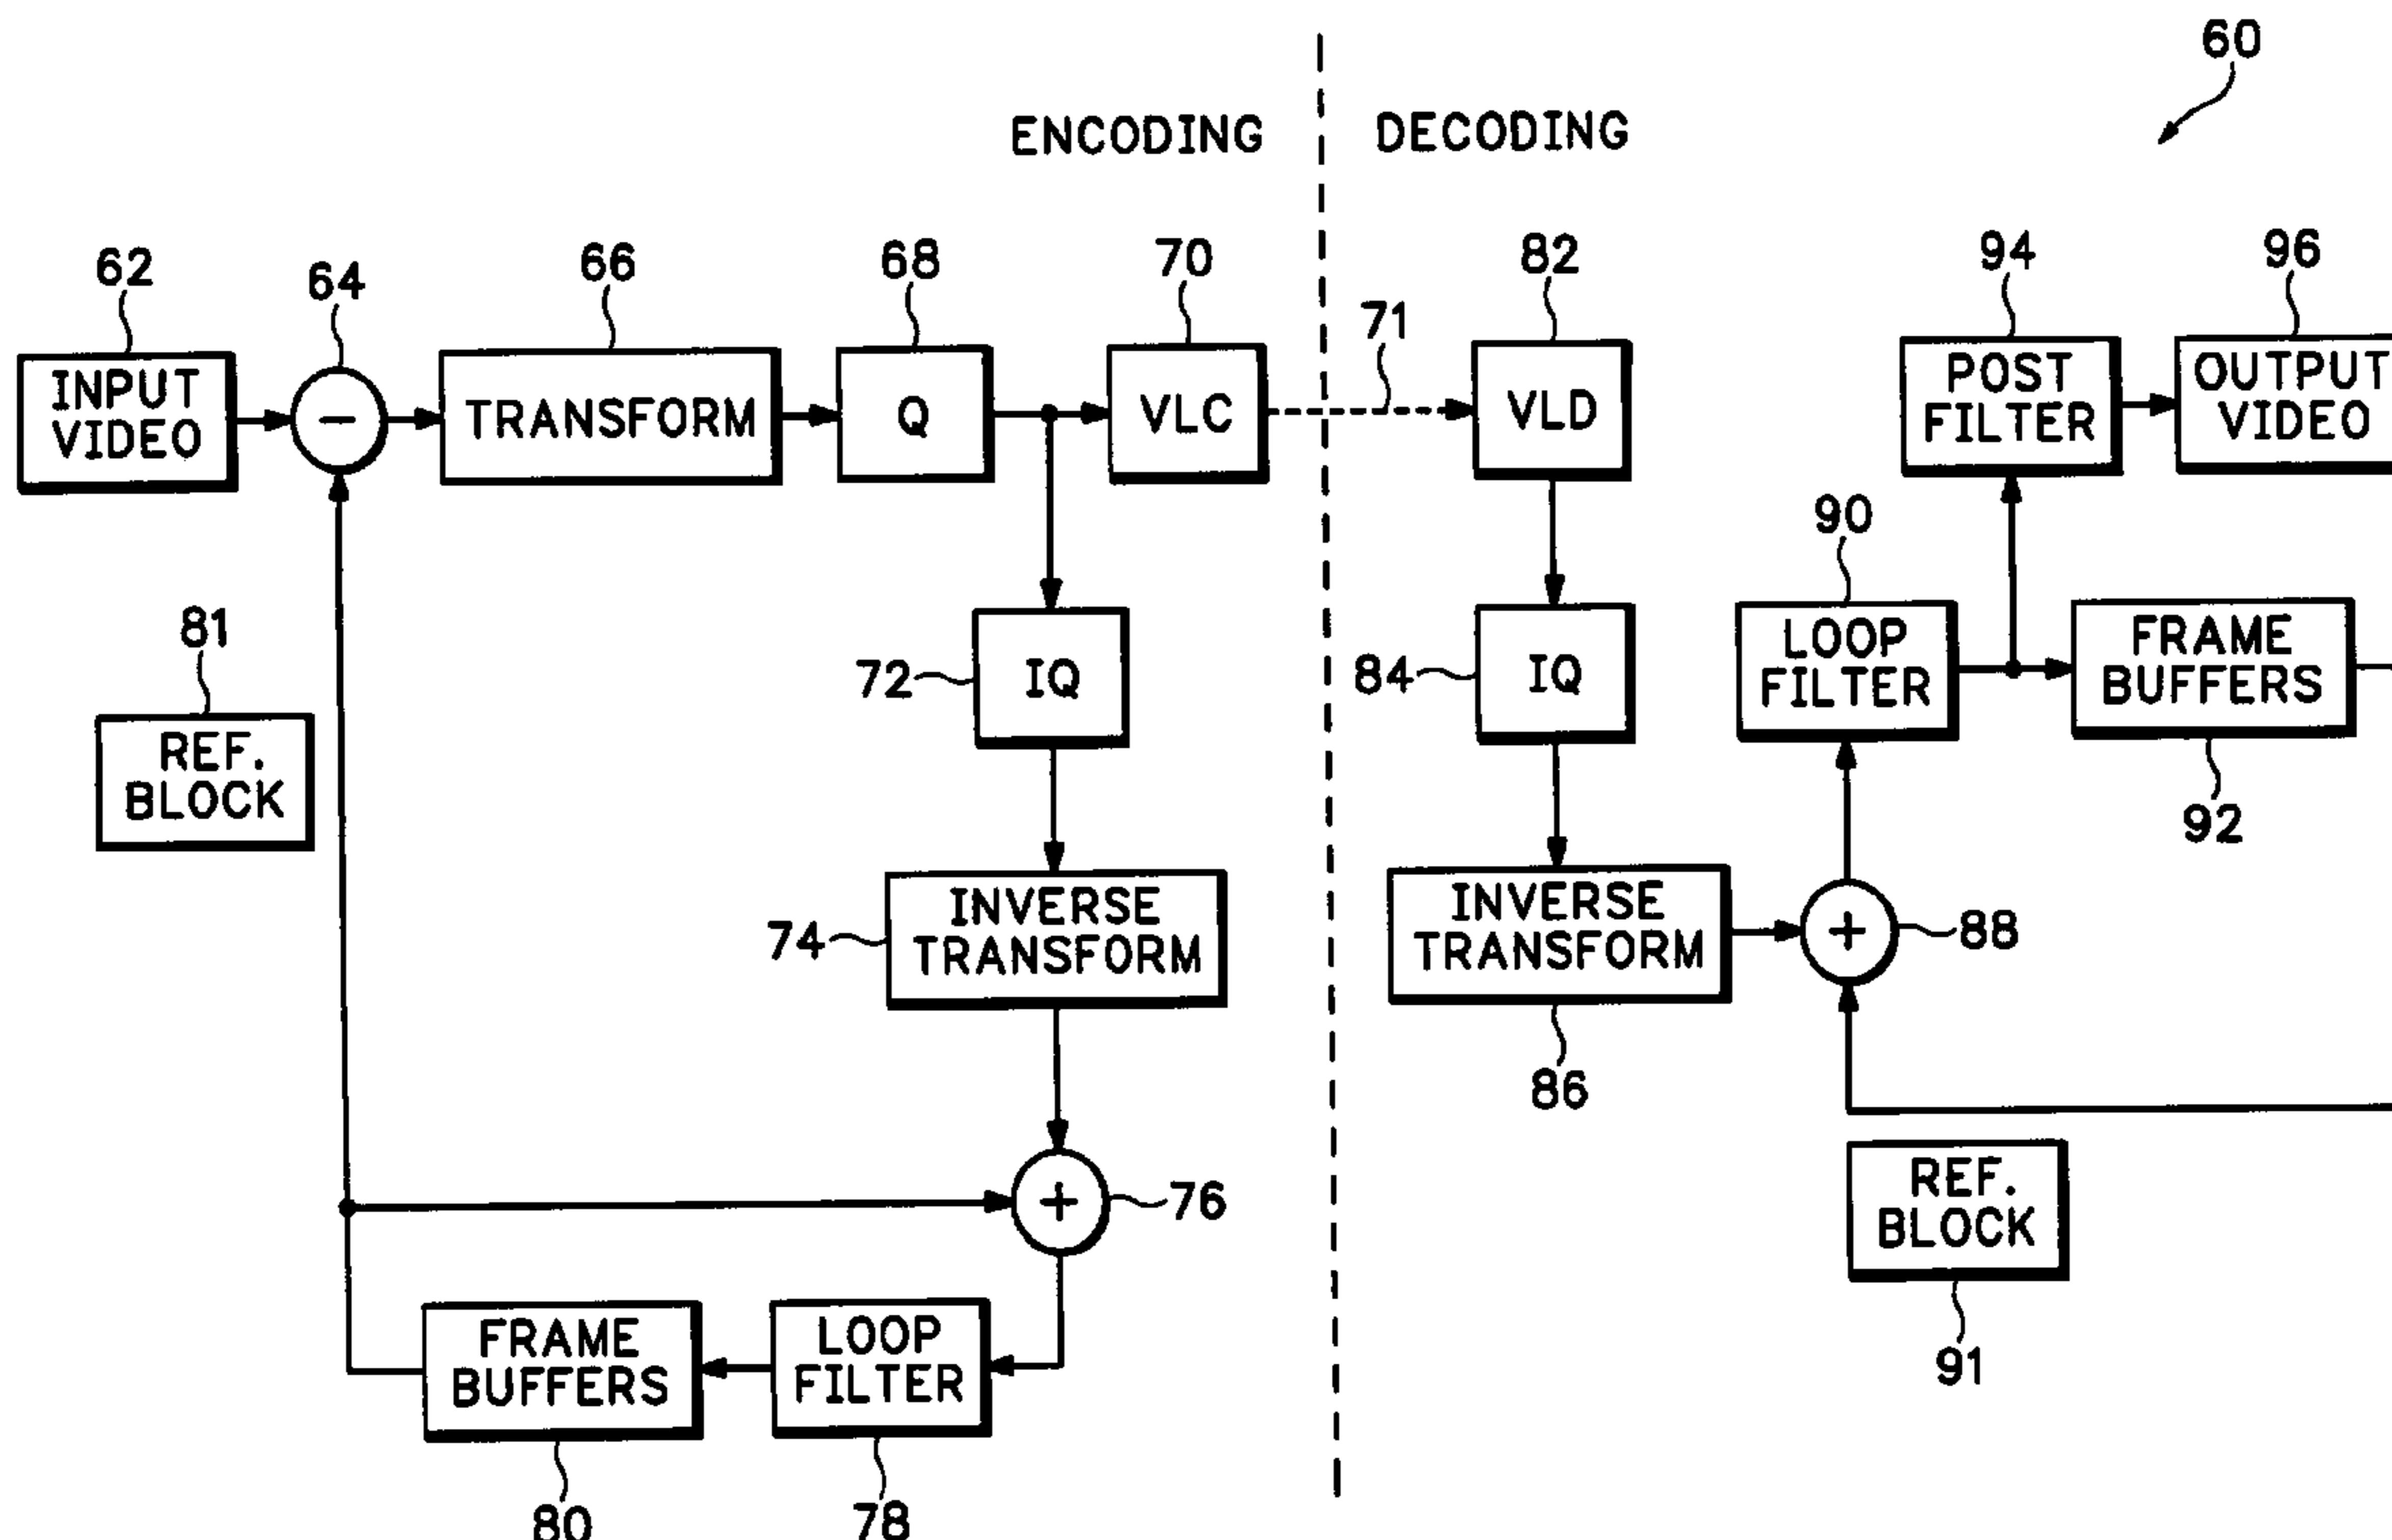 60
ENCODING
DECODING
62
64
66
68
70
71
82
94
96
INPUT
VIDEO
−
TRANSFORM
Q
VLC
VLD
POST
FILTER
OUTPUT
VIDEO
81
REF.
BLOCK
72
IQ
84
IQ
90
LOOP
FILTER
FRAME
BUFFERS
92
74
INVERSE
TRANSFORM
INVERSE
TRANSFORM
86
+
88
+
76
REF.
BLOCK
91
FRAME
BUFFERS
80
LOOP
FILTER
78